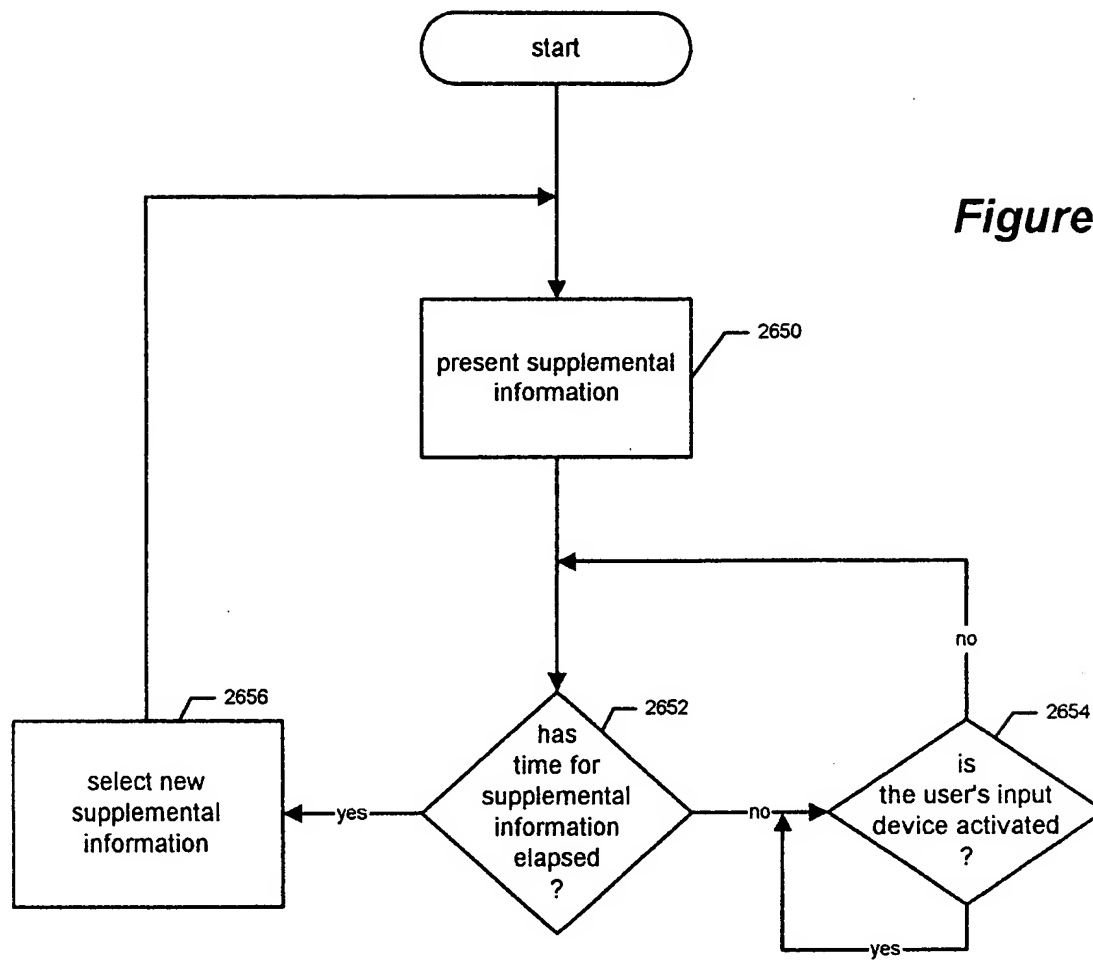 start
Figure
present supplemental
information
2650
no
2656
2652
2654
select new
supplemental
information
yes
has
time for
supplemental
information
elapsed
?
no
is
the user's input
device activated
?
yes